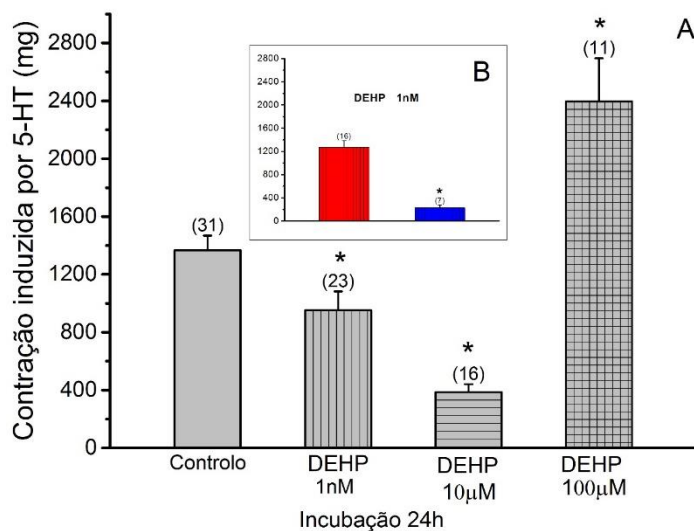 A
Contração induzida por 5-HT (mg)
2800
2400
2000
1600
1200
800
400
0
(31)
*
(23)
*
(16)
*
(11)
B
DEHP 1nM
2800
2400
2000
1600
1200
800
400
0
(16)
*
(7)
Controlo
DEHP
1nM
DEHP
10µM
DEHP
100µM
Incubação 24h